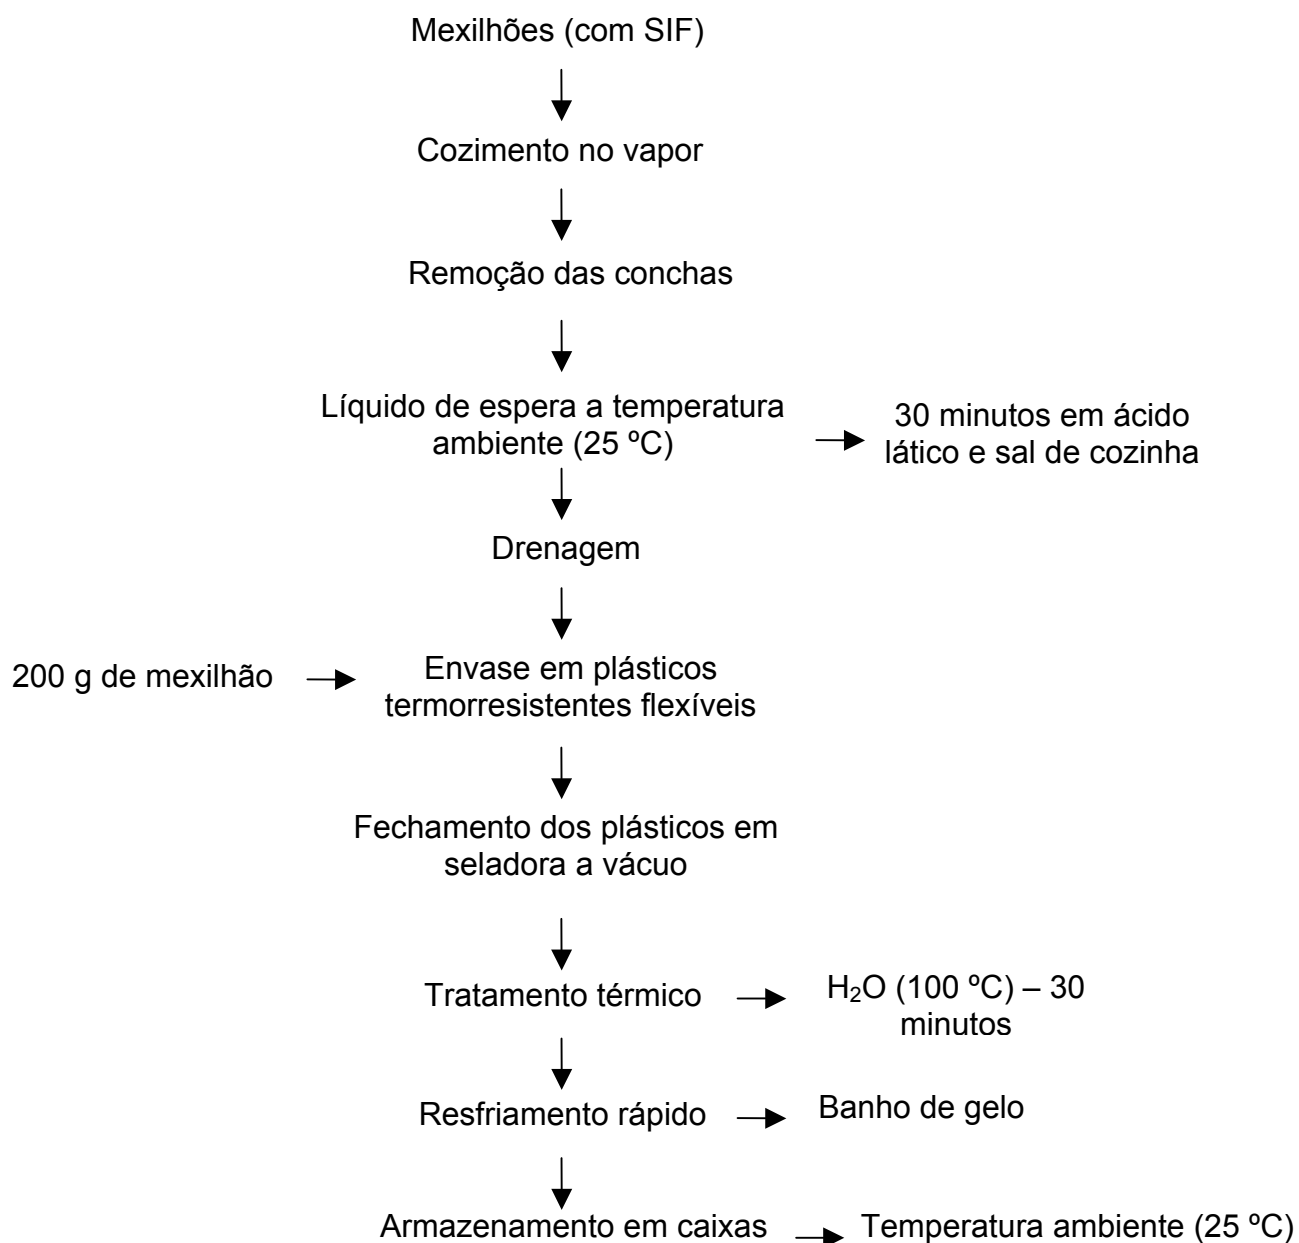 Mexilhões (com SIF)
Cozimento no vapor
Remoção das conchas
Líquido de espera a temperatura
ambiente (25 ºC)
30 minutos em ácido
lático e sal de cozinha
Drenagem
200 g de mexilhão
Envase em plásticos
termorresistentes flexíveis
Fechamento dos plásticos em
seladora a vácuo
Tratamento térmico
H₂O (100 ºC) – 30
minutos
Resfriamento rápido
Banho de gelo
Armazenamento em caixas
Temperatura ambiente (25 ºC)